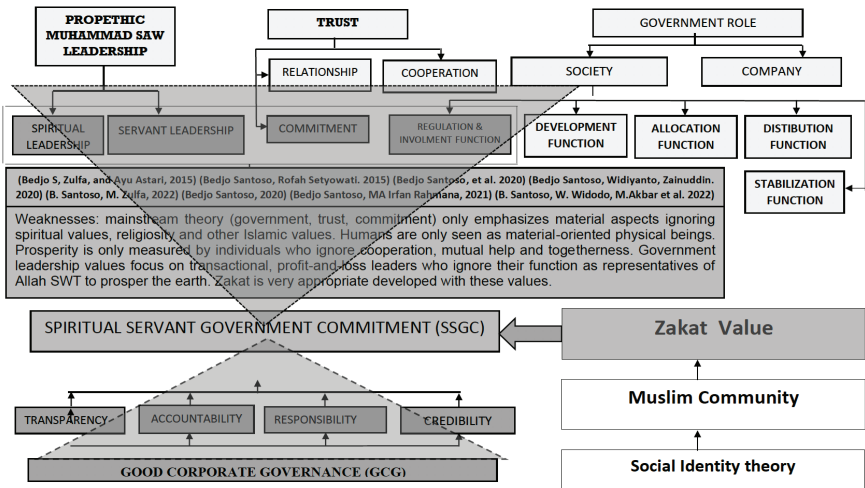 PROPETHIC
MUHAMMAD SAW
LEADERSHIP
TRUST
GOVERNMENT ROLE
RELATIONSHIP
COOPERATION
SOCIETY
COMPANY
SPIRITUAL
LEADERSHIP
SERVANT LEADERSHIP
COMMITMENT
REGULATION &
INVOLMENT FUNCTION
DEVELOPMENT
FUNCTION
ALLOCATION
FUNCTION
DISTIBUTION
FUNCTION
STABILIZATION
FUNCTION
(Bedjo S, Zulfa, and Ayu Astari, 2015) (Bedjo Santoso, Rofah Setyowati. 2015) (Bedjo Santoso, et al. 2020) (Bedjo Santoso, Widiyanto, Zainuddin.
2020) (B. Santoso, M. Zulfa, 2022) (Bedjo Santoso, 2020) (Bedjo Santoso, MA Irfan Rahmana, 2021) (B. Santoso, W. Widodo, M.Akbar et al. 2022)
Weaknesses: mainstream theory (government, trust, commitment) only emphasizes material aspects ignoring
spiritual values, religiosity and other Islamic values. Humans are only seen as material-oriented physical beings.
Prosperity is only measured by individuals who ignore cooperation, mutual help and togetherness. Government
leadership values focus on transactional, profit-and-loss leaders who ignore their function as representatives of
Allah SWT to prosper the earth. Zakat is very appropriate developed with these values.
SPIRITUAL SERVANT GOVERNMENT COMMITMENT (SSGC)
Zakat Value
Muslim Community
Social Identity theory
TRANSPARENCY
ACCOUNTABILITY
RESPONSIBILITY
CREDIBILITY
GOOD CORPORATE GOVERNANCE (GCG)